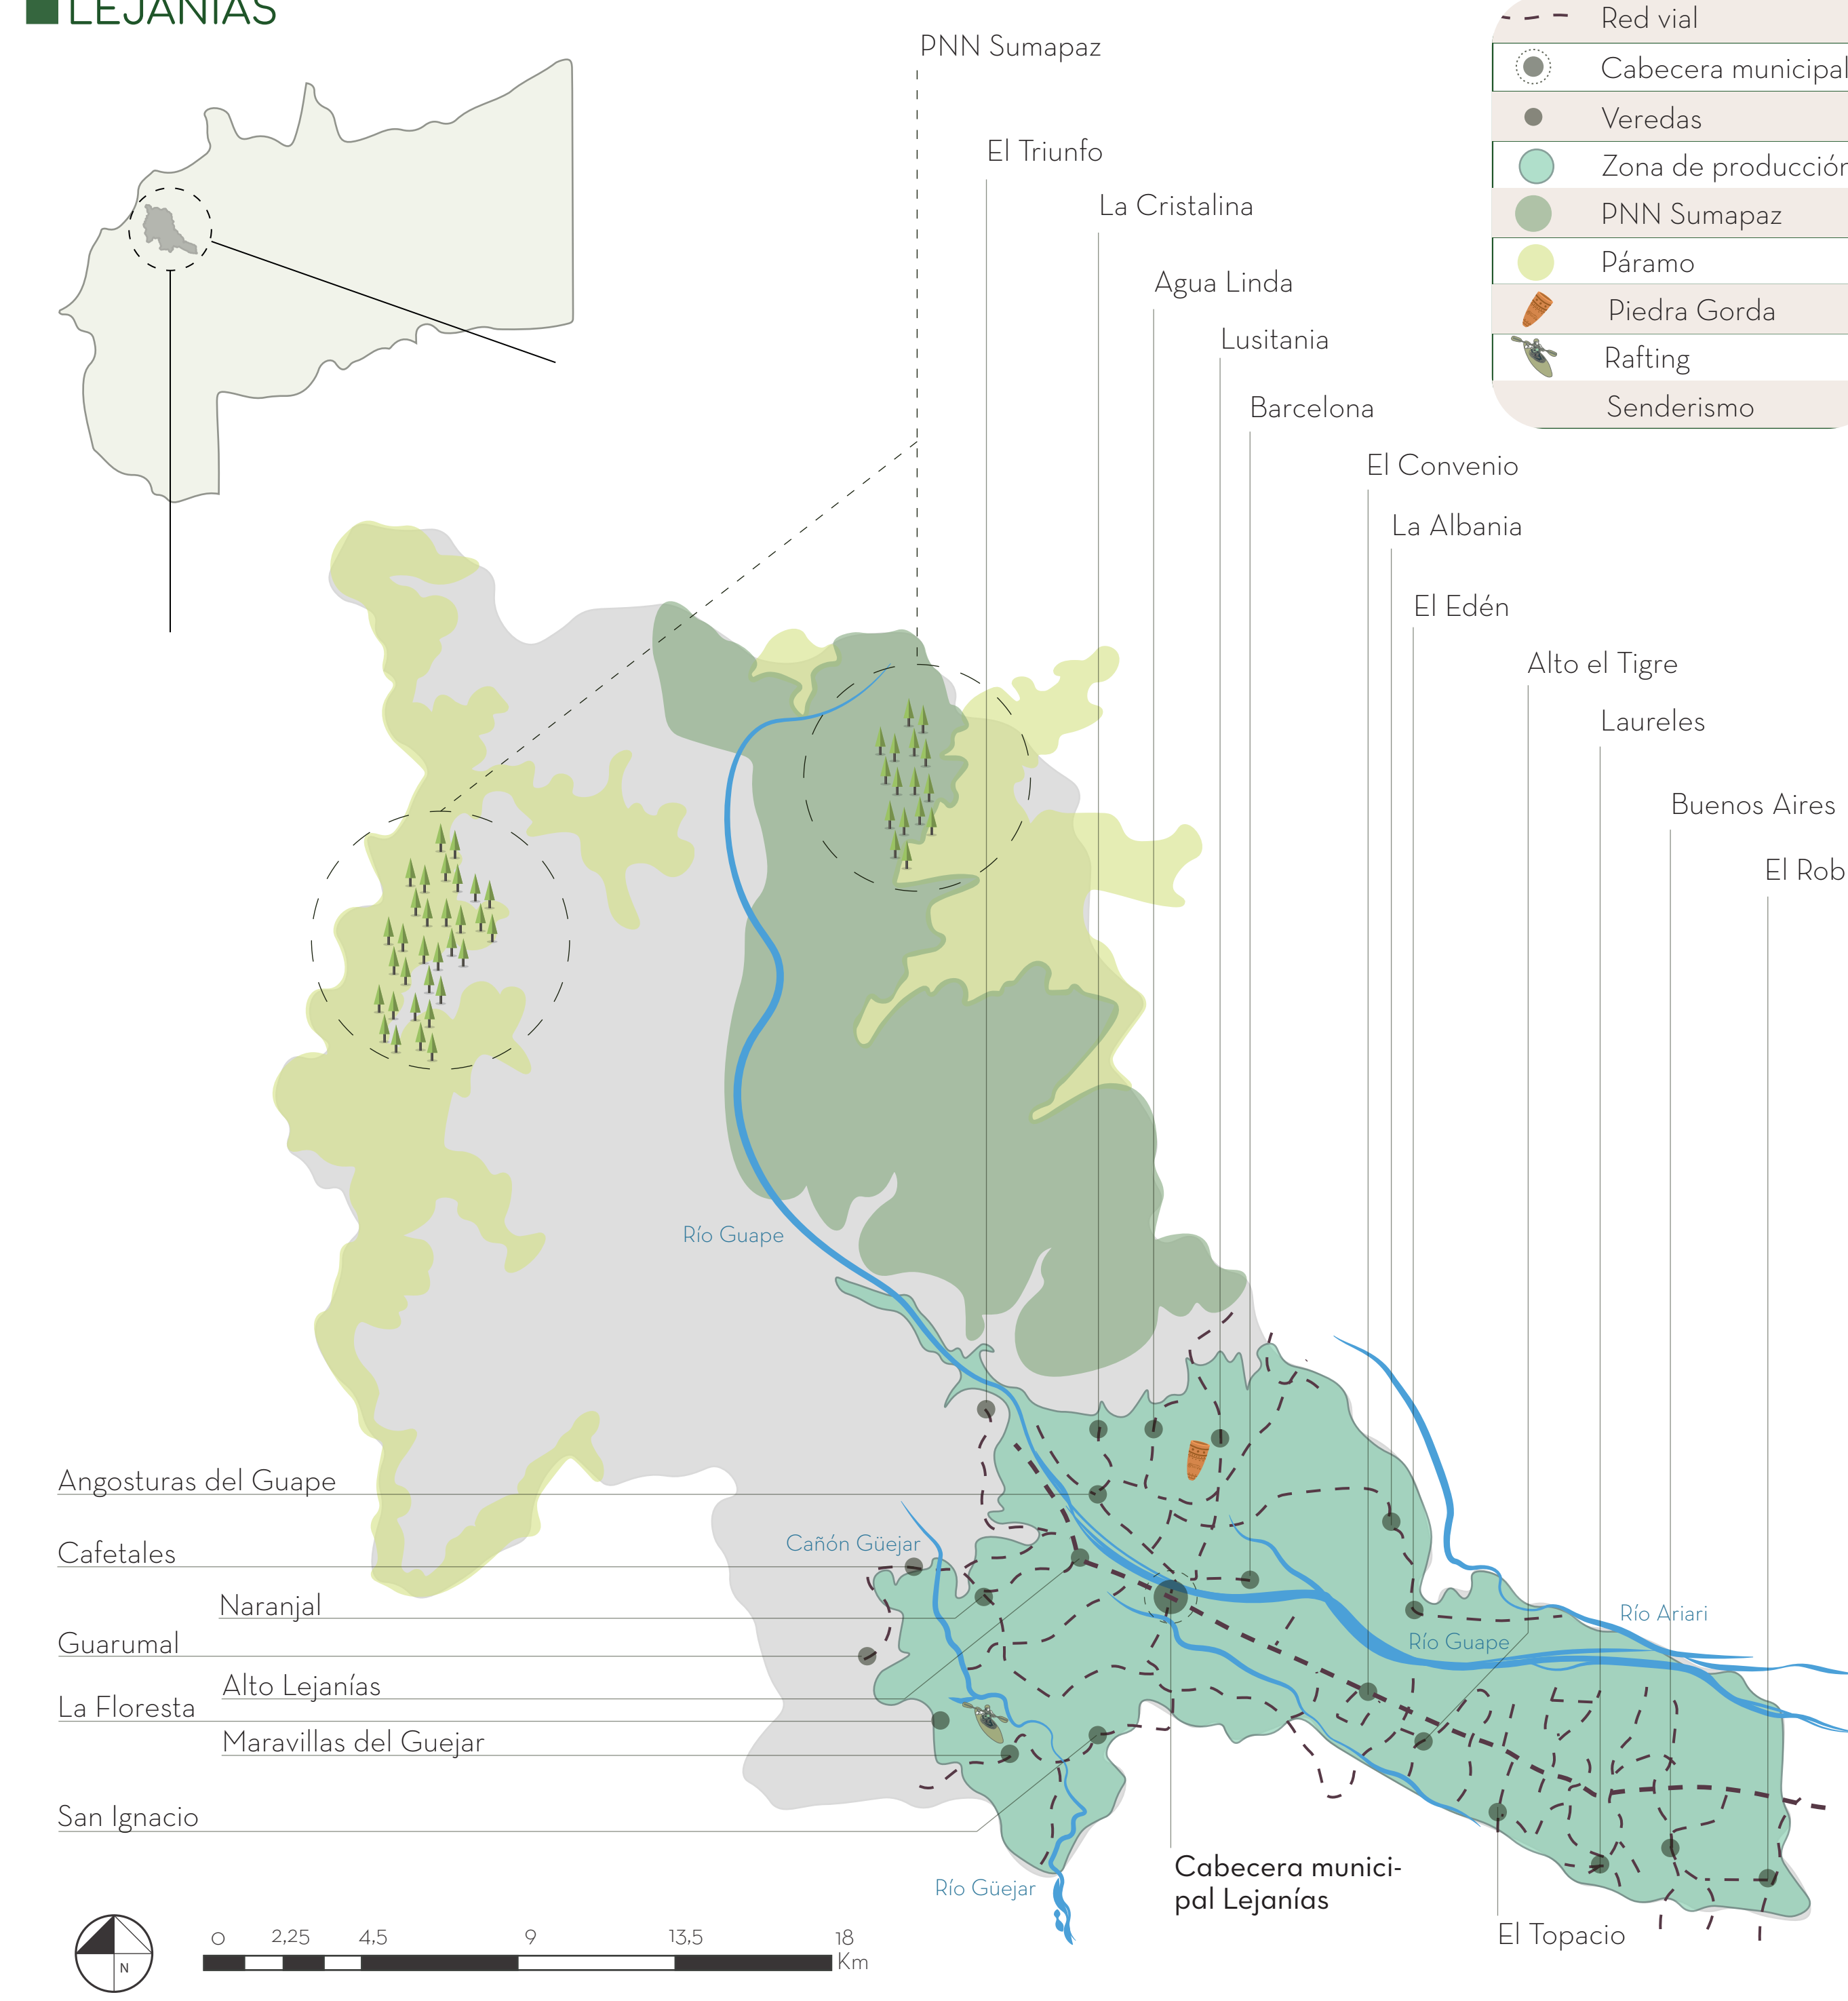 LEJANÍAS
Red vial
Cabecera municipal
Veredas
Zona de producción
PNN Sumapaz
Páramo
Piedra Gorda
Rafting
Senderismo
PNN Sumapaz
El Triunfo
La Cristalina
Agua Linda
Lusitania
Barcelona
El Convenio
La Albania
El Edén
Alto el Tigre
Laureles
Buenos Aires
El Rob
Río Guape
Angosturas del Guape
Cañón Güejar
Cafetales
Naranjal
Río Ariari
Río Guape
Guarumal
Alto Lejanías
La Floresta
Maravillas del Guejar
San Ignacio
Cabecera munici-
pal Lejanías
Río Güejar
El Topacio
0 2,25 4,5 9 13,5 18
Km
N